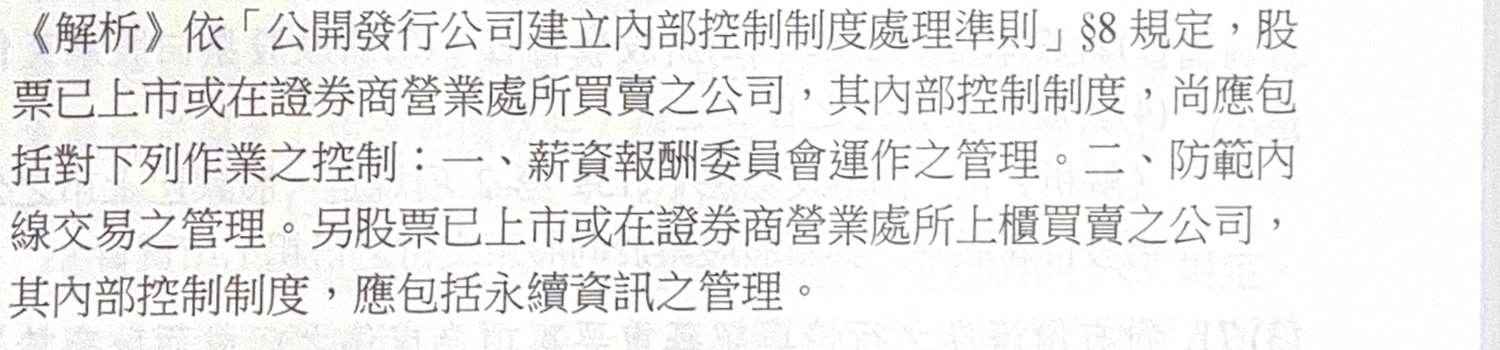 《解析》依「公開發行公司建立內部控制制度處理準則」§8 規定，股
票已上市或在證券商營業處所買賣之公司，其內部控制制度，尚應包
括對下列作業之控制：一、薪資報酬委員會運作之管理。二、防範內
線交易之管理。另股票已上市或在證券商營業處所上櫃買賣之公司，
其內部控制制度，應包括永續資訊之管理。